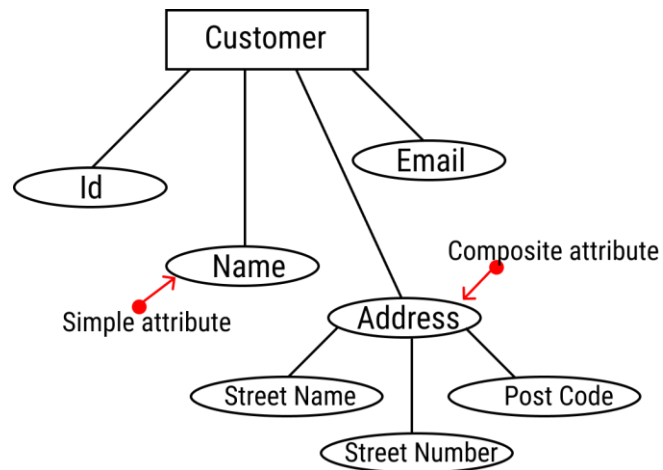 Customer
Email
Id
Composite attribute
Name
Simple attribute
Address
Street Name
Post Code
Street Number